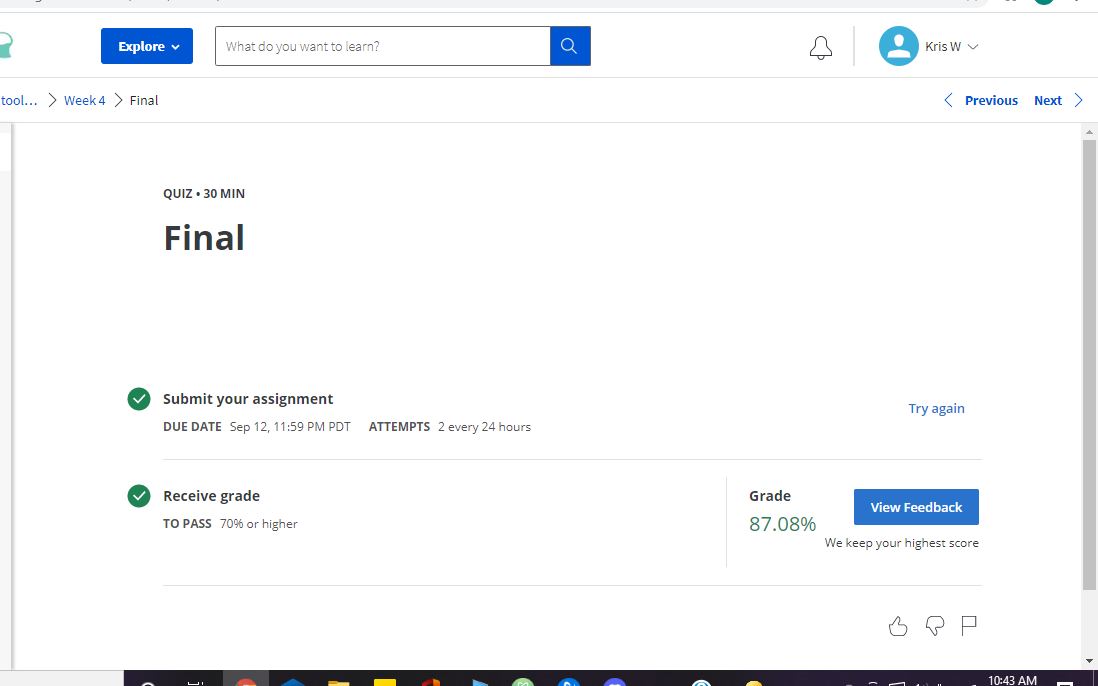 Explore
What do you want to learn?
Kris W
tool... Week 4 Final
Previous Next
QUIZ • 30 MIN
Final
Submit your assignment
DUE DATE Sep 12, 11:59 PM PDT ATTEMPTS 2 every 24 hours
Try again
Receive grade
TO PASS 70% or higher
Grade
87.08%
View Feedback
We keep your highest score
10:43 AM